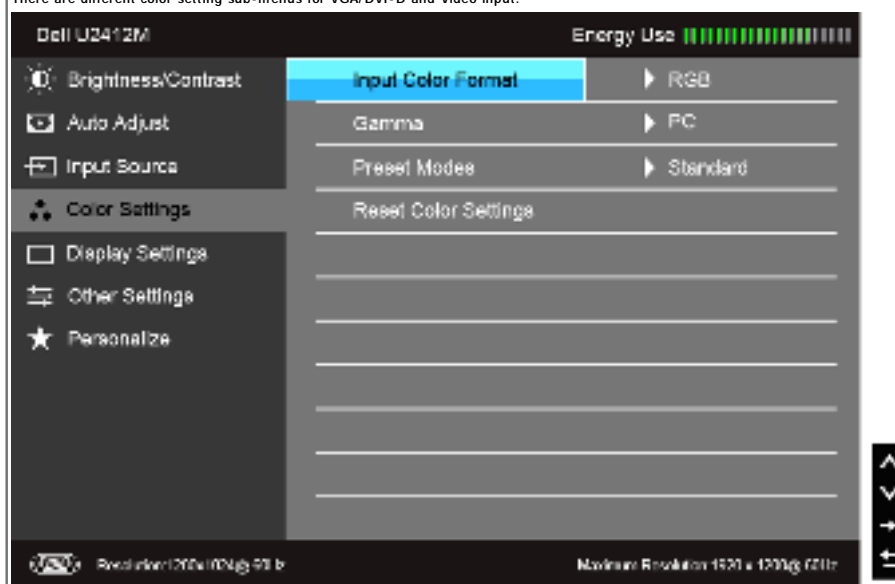 There are different color setting sub-menus for VGA/DVI-D and Video input.
Dell U2412M Energy Use
Brightness/Contrast Input Color Format RGB
Auto Adjust Gamma PC
Input Source Preset Modes Standard
Color Settings Reset Color Settings
Display Settings
Other Settings
Personalize
Maximum Resolution 1920 x 1200@ 60Hz